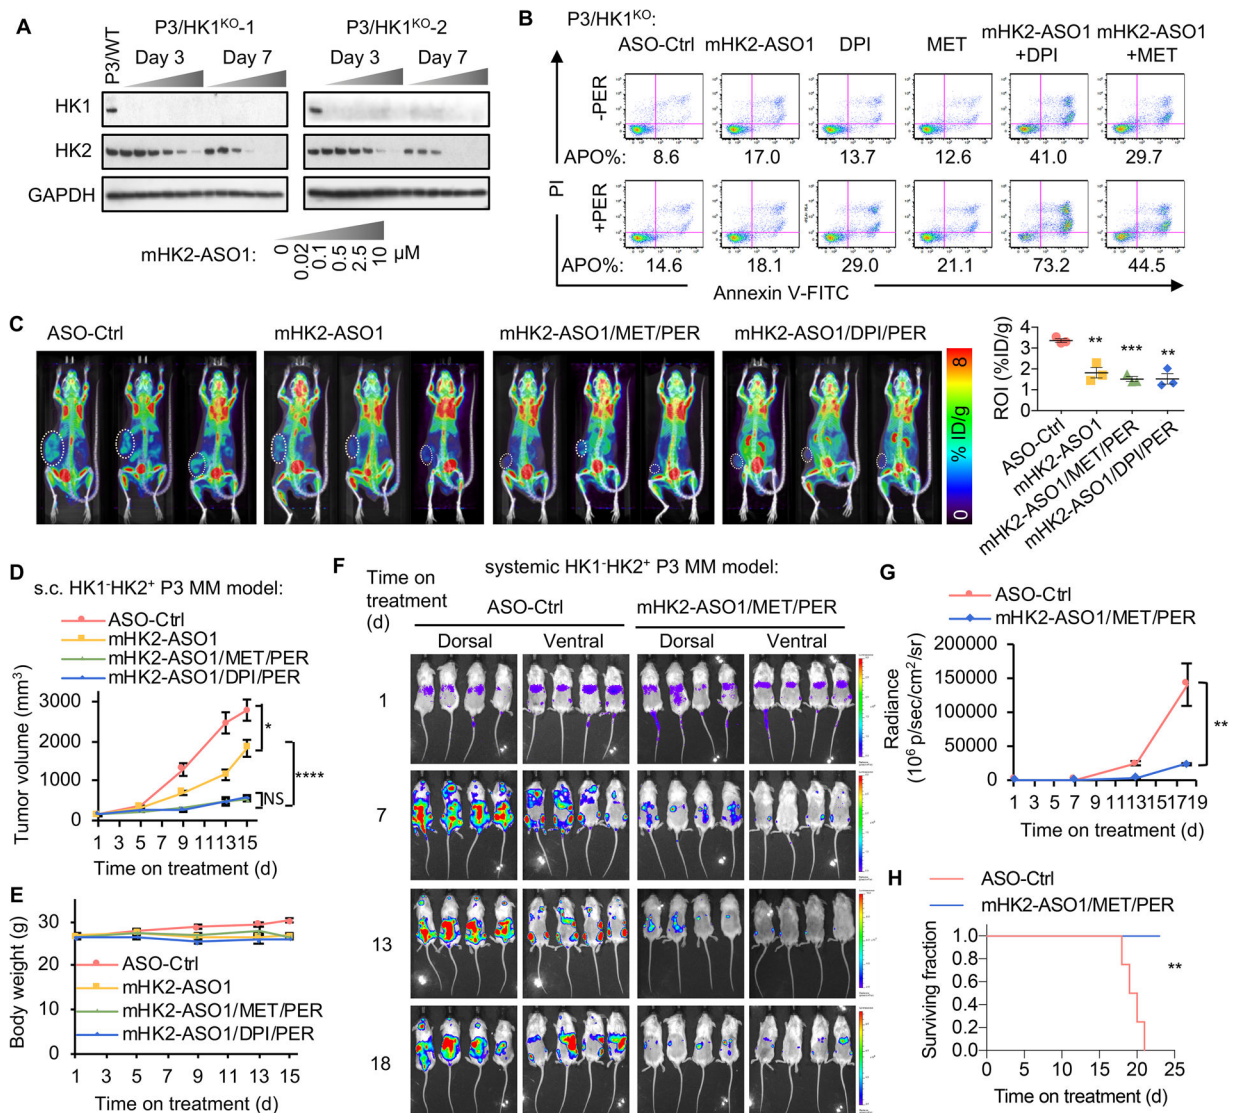 A
P3/WT
P3/HK1KO-1
P3/HK1KO-2
Day 3
Day 7
Day 3
Day 7
HK1
HK2
GAPDH
mHK2-ASO1:
0
0.02
0.1
0.5
2.5
10
μM
B
P3/HK1KO:
ASO-Ctrl
mHK2-ASO1
DPI
MET
mHK2-ASO1
+DPI
mHK2-ASO1
+MET
-PER
APO%:
8.6
17.0
13.7
12.6
41.0
29.7
PI
+PER
APO%:
14.6
18.1
29.0
21.1
73.2
44.5
Annexin V-FITC
C
ASO-Ctrl
mHK2-ASO1
mHK2-ASO1/MET/PER
mHK2-ASO1/DPI/PER
8
% ID/g
0
ROI (%ID/g)
4
3
2
1
0
**
***
**
ASO-Ctrl
mHK2-ASO1
mHK2-ASO1/MET/PER
mHK2-ASO1/DPI/PER
D
s.c. HK1-HK2+ P3 MM model:
ASO-Ctrl
mHK2-ASO1
mHK2-ASO1/MET/PER
mHK2-ASO1/DPI/PER
Tumor volume (mm3)
3000
2000
1000
0
*
****
NS
1 3 5 7 9 11 13 15
Time on treatment (d)
E
Body weight (g)
30
20
10
0
ASO-Ctrl
mHK2-ASO1
mHK2-ASO1/MET/PER
mHK2-ASO1/DPI/PER
1 3 5 7 9 11 13 15
Time on treatment (d)
F
Time on
treatment
(d)
systemic HK1-HK2+ P3 MM model:
ASO-Ctrl
mHK2-ASO1/MET/PER
Dorsal
Ventral
Dorsal
Ventral
1
7
13
18
G
ASO-Ctrl
mHK2-ASO1/MET/PER
Radiance
(106 p/sec/cm2/sr)
200000
150000
100000
50000
0
**
1 3 5 7 9 11 13 15 17 19
Time on treatment (d)
H
ASO-Ctrl
mHK2-ASO1/MET/PER
Surviving fraction
1.0
0.8
0.6
0.4
0.2
0.0
**
0 5 10 15 20 25
Time on treatment (d)